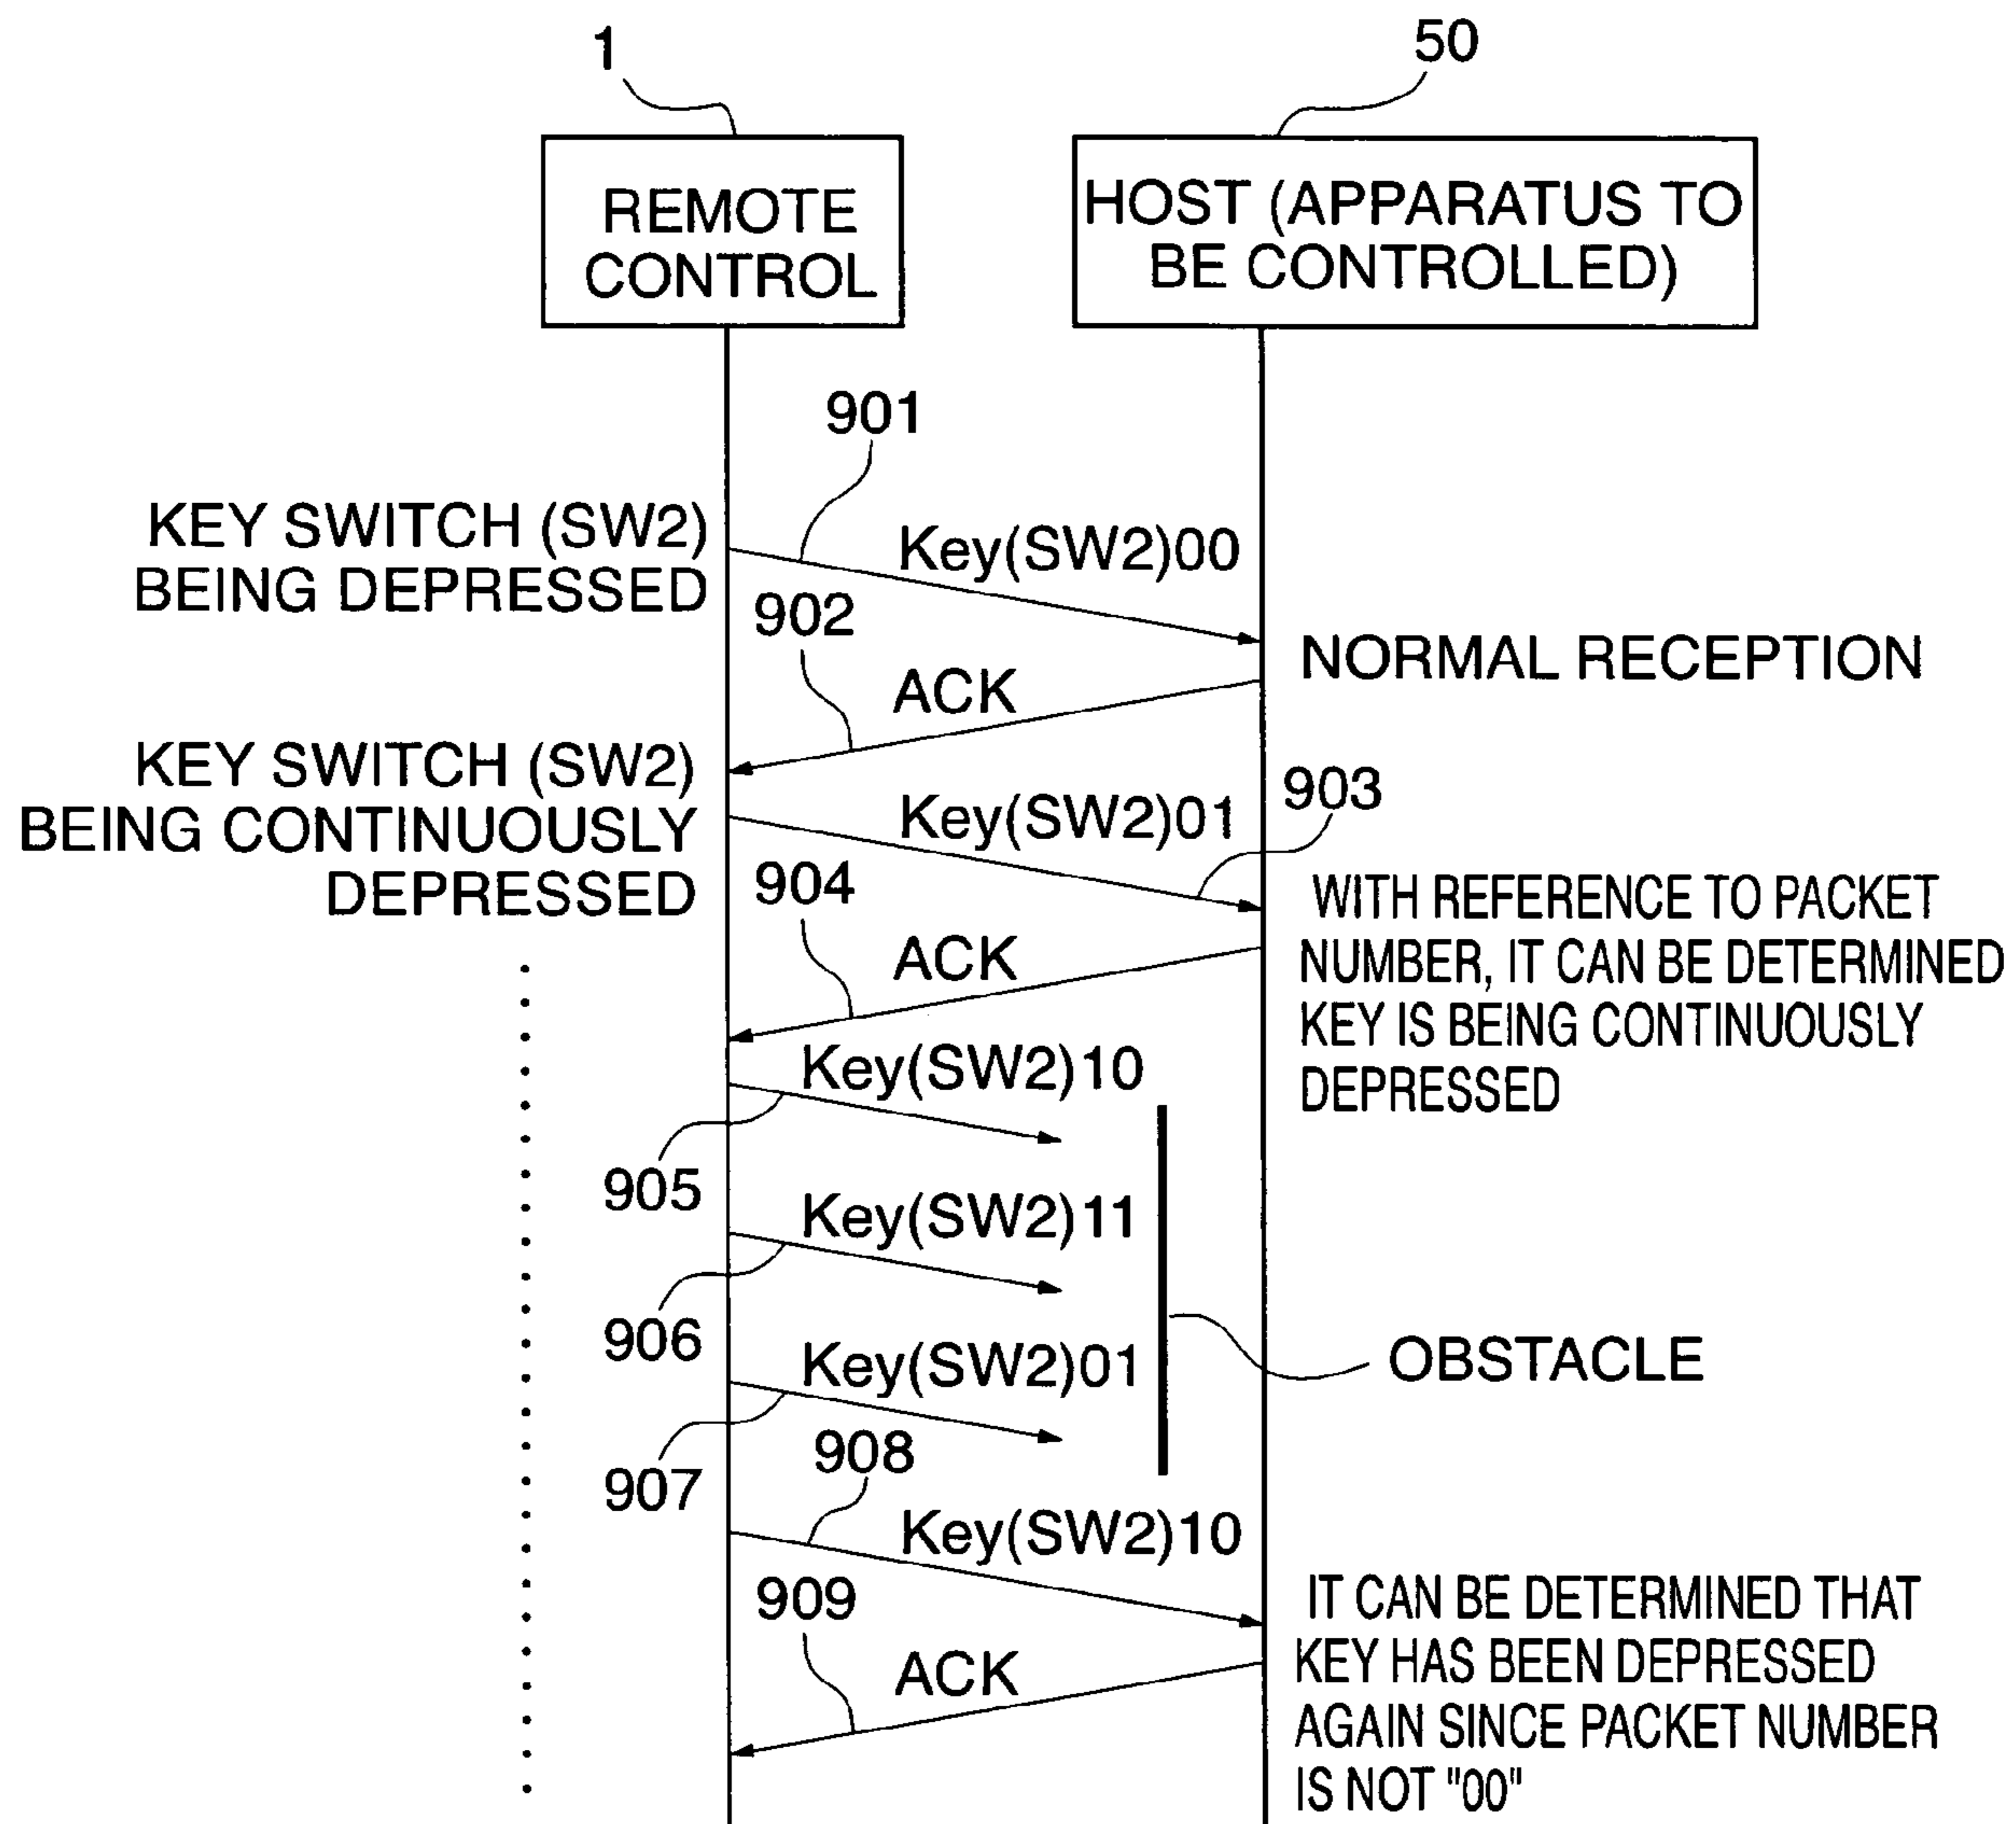 1
50
REMOTE
CONTROL
HOST (APPARATUS TO
BE CONTROLLED)
901
KEY SWITCH (SW2)
BEING DEPRESSED
Key(SW2)00
902
NORMAL RECEPTION
ACK
KEY SWITCH (SW2)
BEING CONTINUOUSLY
DEPRESSED
903
Key(SW2)01
904
WITH REFERENCE TO PACKET
NUMBER, IT CAN BE DETERMINED
KEY IS BEING CONTINUOUSLY
DEPRESSED
ACK
Key(SW2)10
905
Key(SW2)11
906
OBSTACLE
Key(SW2)01
907
908
Key(SW2)10
909
IT CAN BE DETERMINED THAT
KEY HAS BEEN DEPRESSED
AGAIN SINCE PACKET NUMBER
IS NOT "00"
ACK